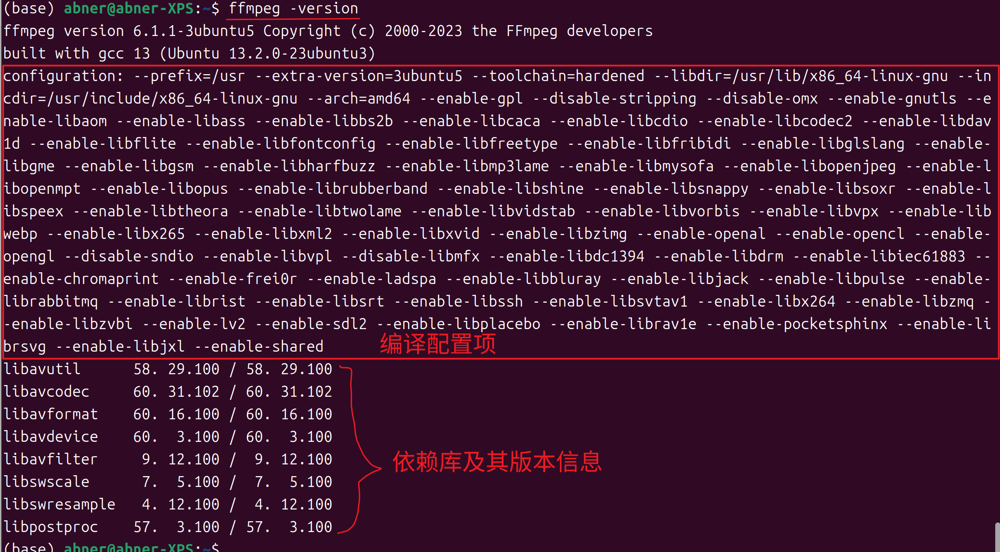 (base) abner@abner-XPS:~$ ffmpeg -version
ffmpeg version 6.1.1-3ubuntu5 Copyright (c) 2000-2023 the FFmpeg developers
built with gcc 13 (Ubuntu 13.2.0-23ubuntu3)
configuration: --prefix=/usr --extra-version=3ubuntu5 --toolchain=hardened --libdir=/usr/lib/x86_64-linux-gnu --in
cdir=/usr/include/x86_64-linux-gnu --arch=amd64 --enable-gpl --disable-stripping --disable-omx --enable-gnutls --e
nable-libaom --enable-libass --enable-libbs2b --enable-libcaca --enable-libcdio --enable-libcodec2 --enable-libdav
1d --enable-libflite --enable-libfontconfig --enable-libfreetype --enable-libfribidi --enable-libglslang --enable-
libgme --enable-libgsm --enable-libharfbuzz --enable-libmp3lame --enable-libmysofa --enable-libopenjpeg --enable-l
ibopenmpt --enable-libopus --enable-librubberband --enable-libshine --enable-libsnappy --enable-libsoxr --enable-l
ibspeex --enable-libtheora --enable-libtwolame --enable-libvidstab --enable-libvorbis --enable-libvpx --enable-lib
webp --enable-libx265 --enable-libxml2 --enable-libxvid --enable-libzimg --enable-openal --enable-opencl --enable-
opengl --disable-sndio --enable-libvpl --disable-libmfx --enable-libdc1394 --enable-libdrm --enable-libiec61883 --
enable-chromaprint --enable-frei0r --enable-ladspa --enable-libbluray --enable-libjack --enable-libpulse --enable-
librabbitmq --enable-librist --enable-libsrt --enable-libssh --enable-libsvtav1 --enable-libx264 --enable-libzmq -
-enable-libzvbi --enable-lv2 --enable-sdl2 --enable-libplacebo --enable-librav1e --enable-pocketsphinx --enable-li
brsvg --enable-libjxl --enable-shared
编译配置项
libavutil      58. 29.100 / 58. 29.100
libavcodec     60. 31.102 / 60. 31.102
libavformat    60. 16.100 / 60. 16.100
libavdevice    60.  3.100 / 60.  3.100
libavfilter     9. 12.100 /  9. 12.100
依赖库及其版本信息
libswscale      7.  5.100 /  7.  5.100
libswresample   4. 12.100 /  4. 12.100
libpostproc    57.  3.100 / 57.  3.100
(base) abner@abner-XPS:~$